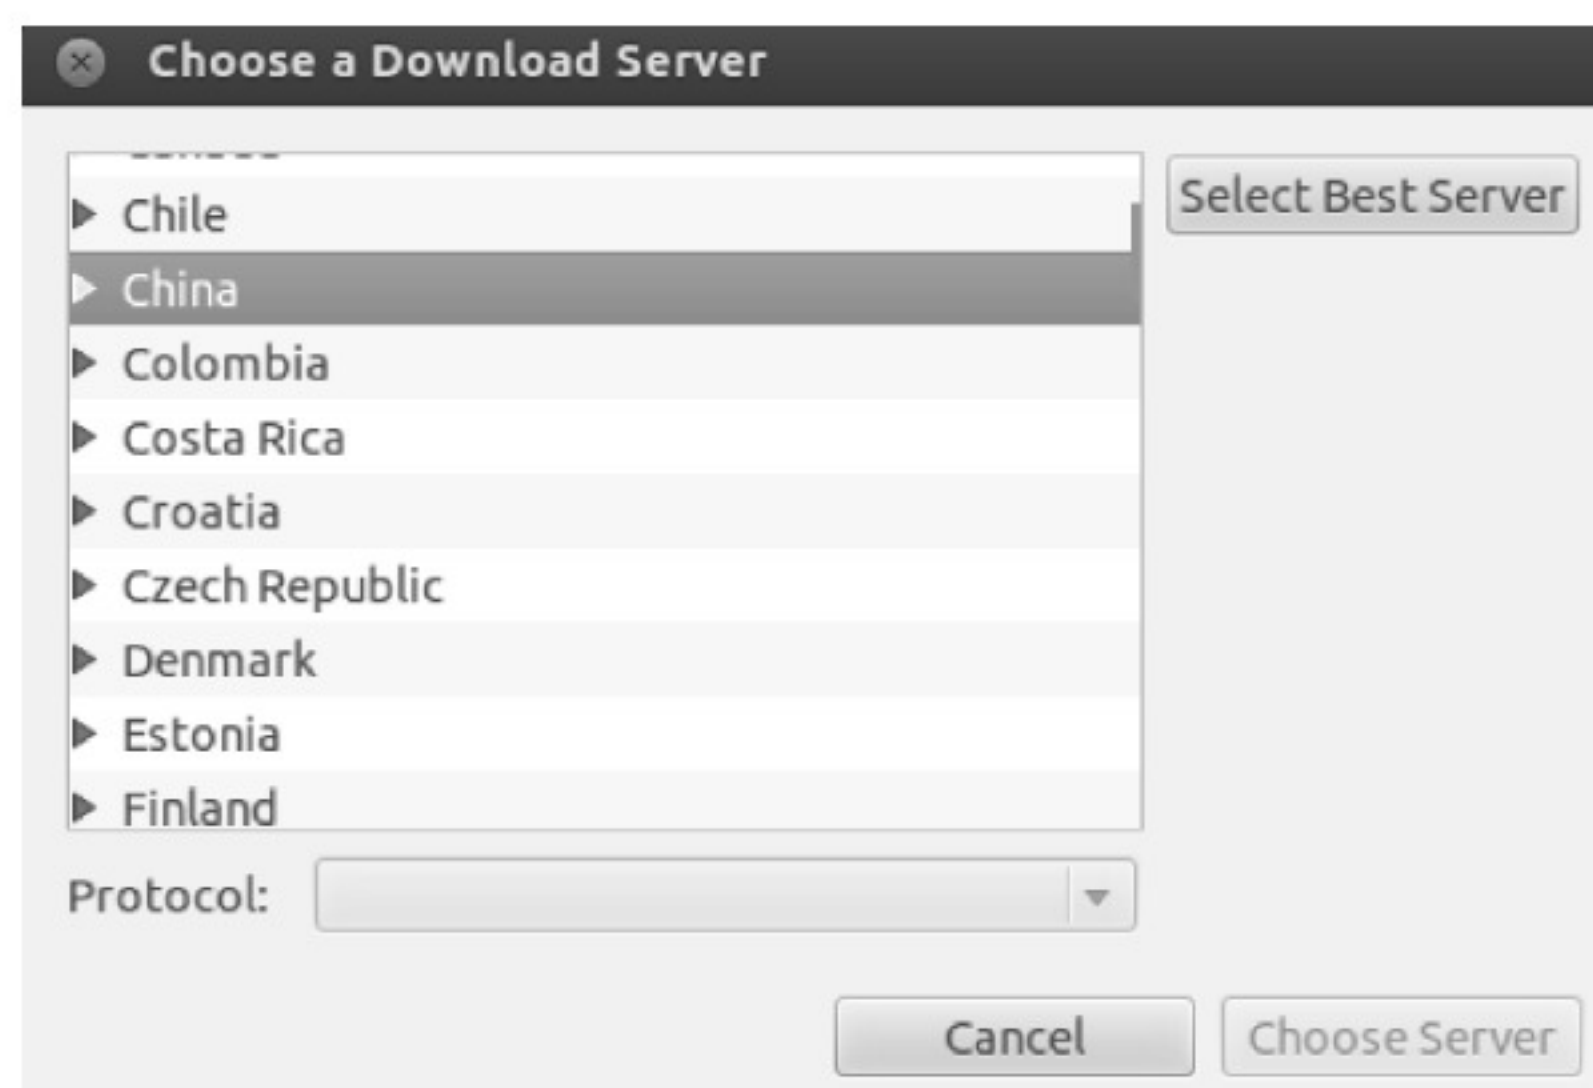 Choose a Download Server
Chile
Select Best Server
China
Colombia
Costa Rica
Croatia
Czech Republic
Denmark
Estonia
Finland
Protocol:
Cancel
Choose Server